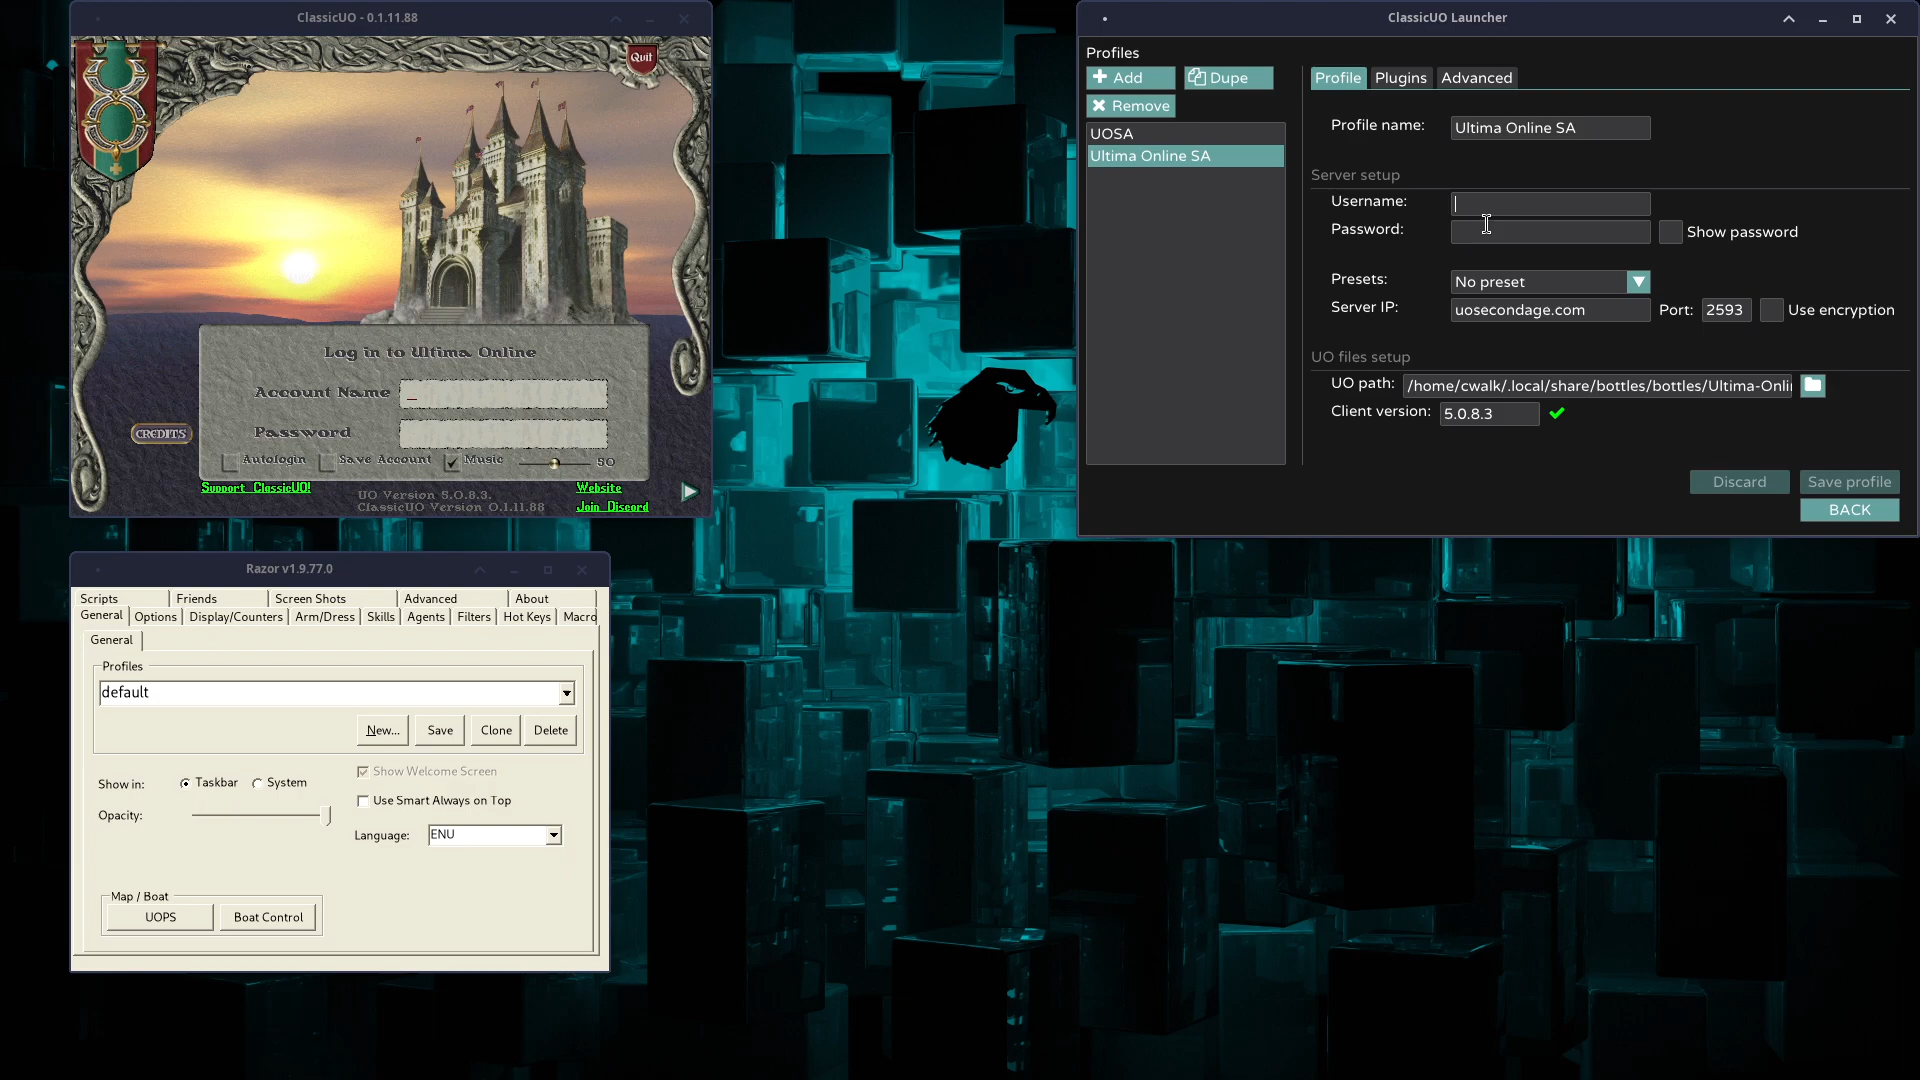 ClassicUO - 0.1.11.88
Quit
Log in to Ultima Online
Account Name _
Password
CREDITS
Autologin Save Account Music 50
Support ClassicUO!
UO Version 5.0.8.3.
ClassicUO Version 0.1.11.88
Website
Join Discord
ClassicUO Launcher
Profiles
Add Dupe
Remove
UOSA
Ultima Online SA
Profile Plugins Advanced
Profile name: Ultima Online SA
Server setup
Username:
Password: Show password
Presets: No preset
Server IP: uosecondage.com Port: 2593 Use encryption
UO files setup
UO path: /home/cwalk/.local/share/bottles/bottles/Ultima-Onli
Client version: 5.0.8.3
Discard Save profile
BACK
Razor v1.9.77.0
Scripts Friends Screen Shots Advanced About
General Options Display/Counters Arm/Dress Skills Agents Filters Hot Keys Macro
General
Profiles
default
New... Save Clone Delete
Show in: Taskbar System
Show Welcome Screen
Use Smart Always on Top
Opacity:
Language: ENU
Map / Boat
UOPS Boat Control